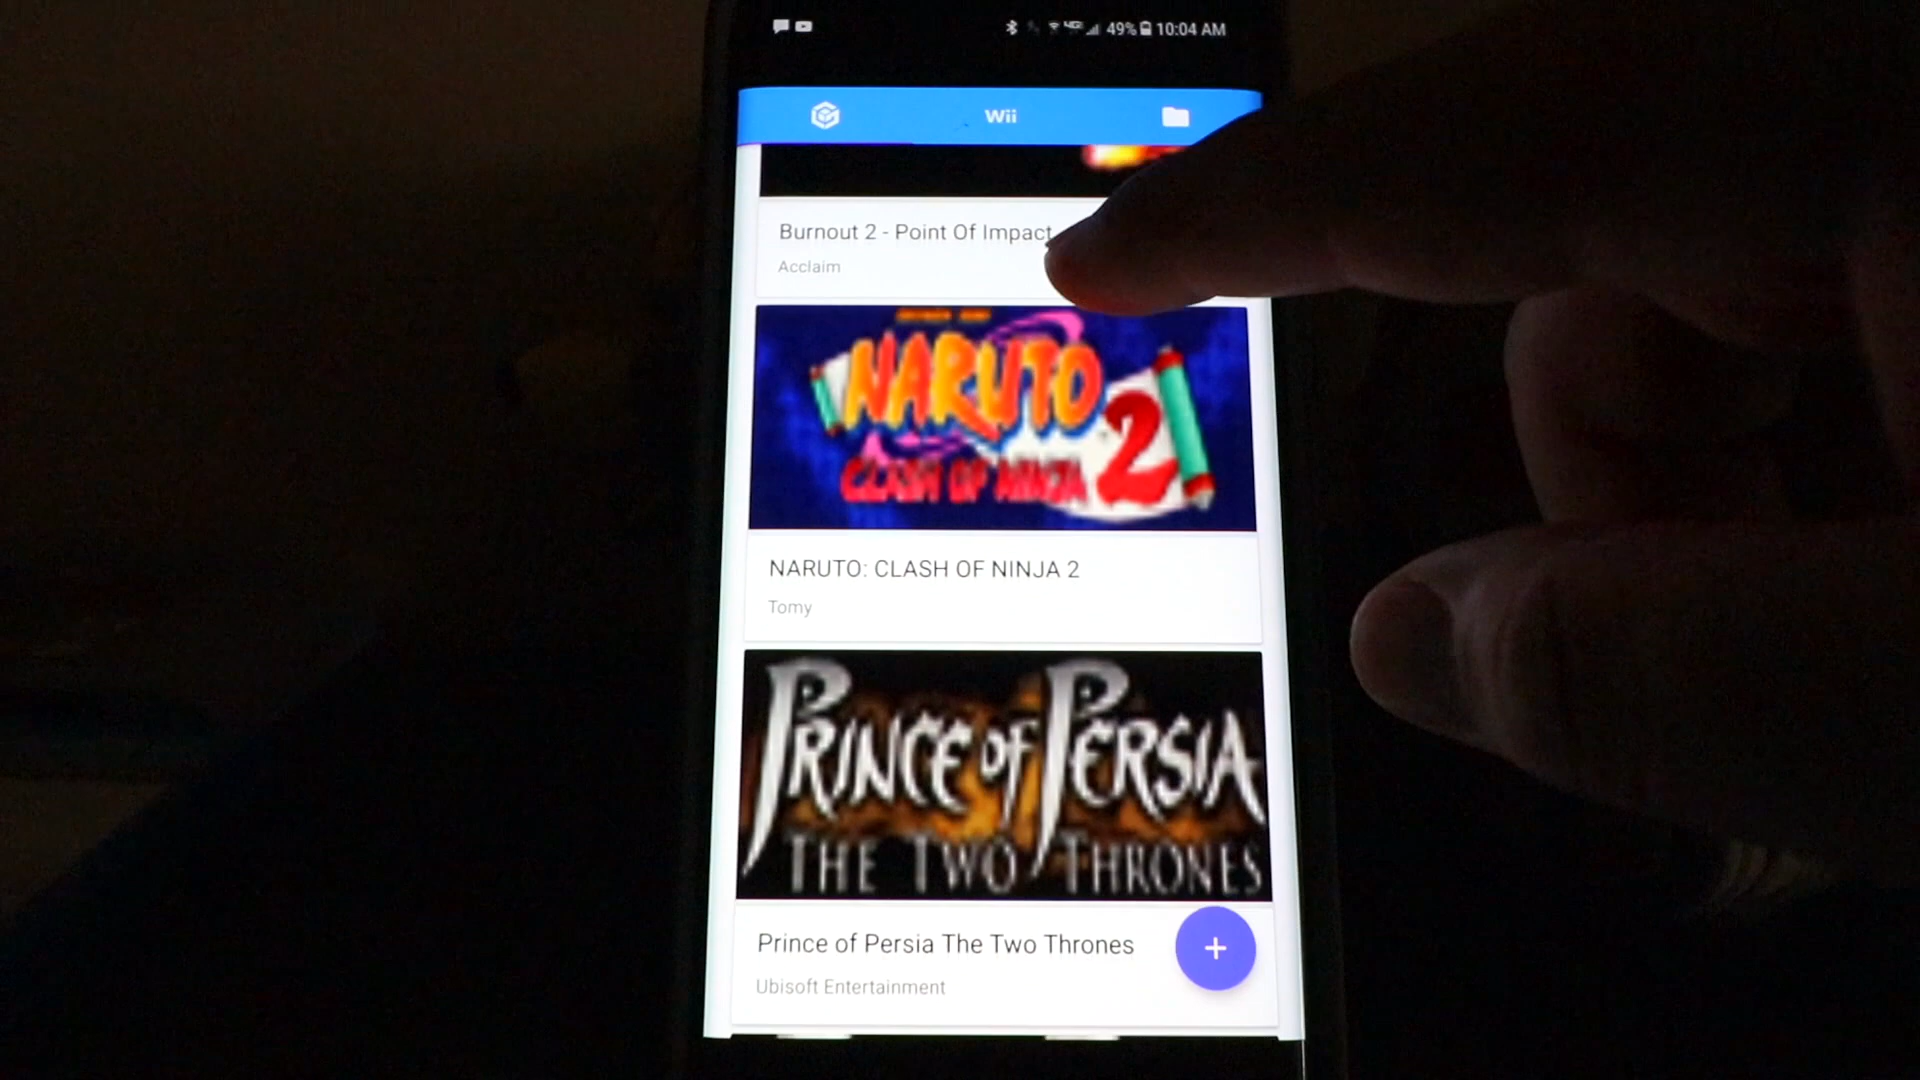 49% 10:04 AM
Wii
Burnout 2 - Point Of Impact
Acclaim
NARUTO
CLASH OF NINJA 2
NARUTO: CLASH OF NINJA 2
Tomy
PRINCE OF PERSIA
THE TWO THRONES
Prince of Persia The Two Thrones
Ubisoft Entertainment
+